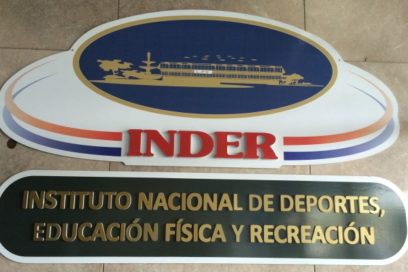 INDER
INSTITUTO NACIONAL DE DEPORTES,
EDUCACIÓN FÍSICA Y RECREACIÓN